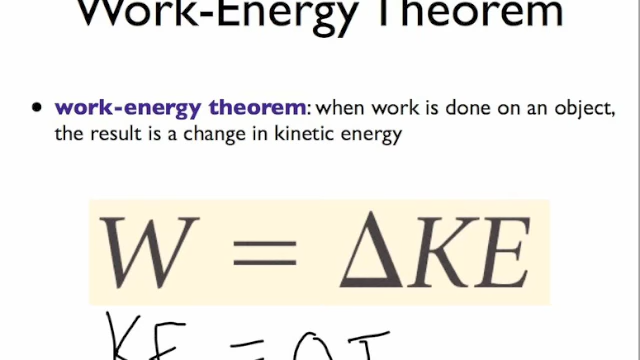 Work-Energy Theorem
• work-energy theorem: when work is done on an object,
the result is a change in kinetic energy
W = ΔKE
KE =